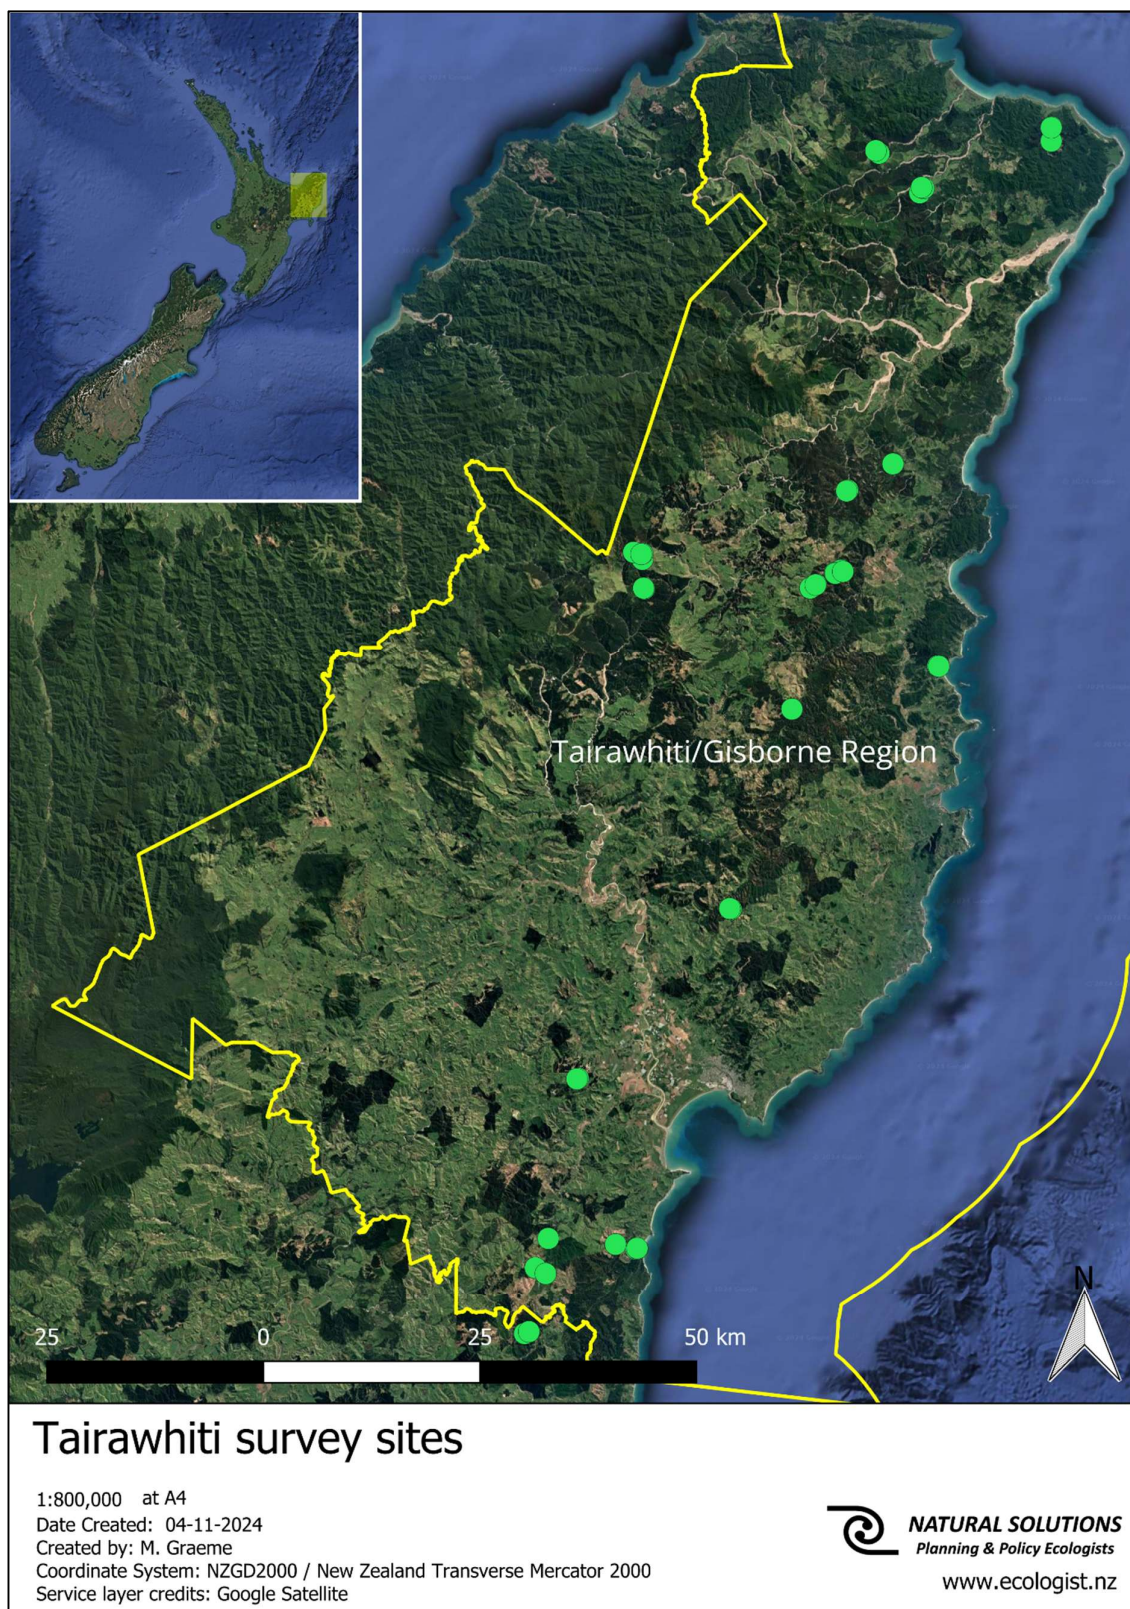 Tairawhiti/Gisborne Region
N
25 0 25 50 km
Tairawhiti survey sites
1:800,000 at A4
Date Created: 04-11-2024
Created by: M. Graeme
Coordinate System: NZGD2000 / New Zealand Transverse Mercator 2000
Service layer credits: Google Satellite
NATURAL SOLUTIONS
Planning & Policy Ecologists
www.ecologist.nz